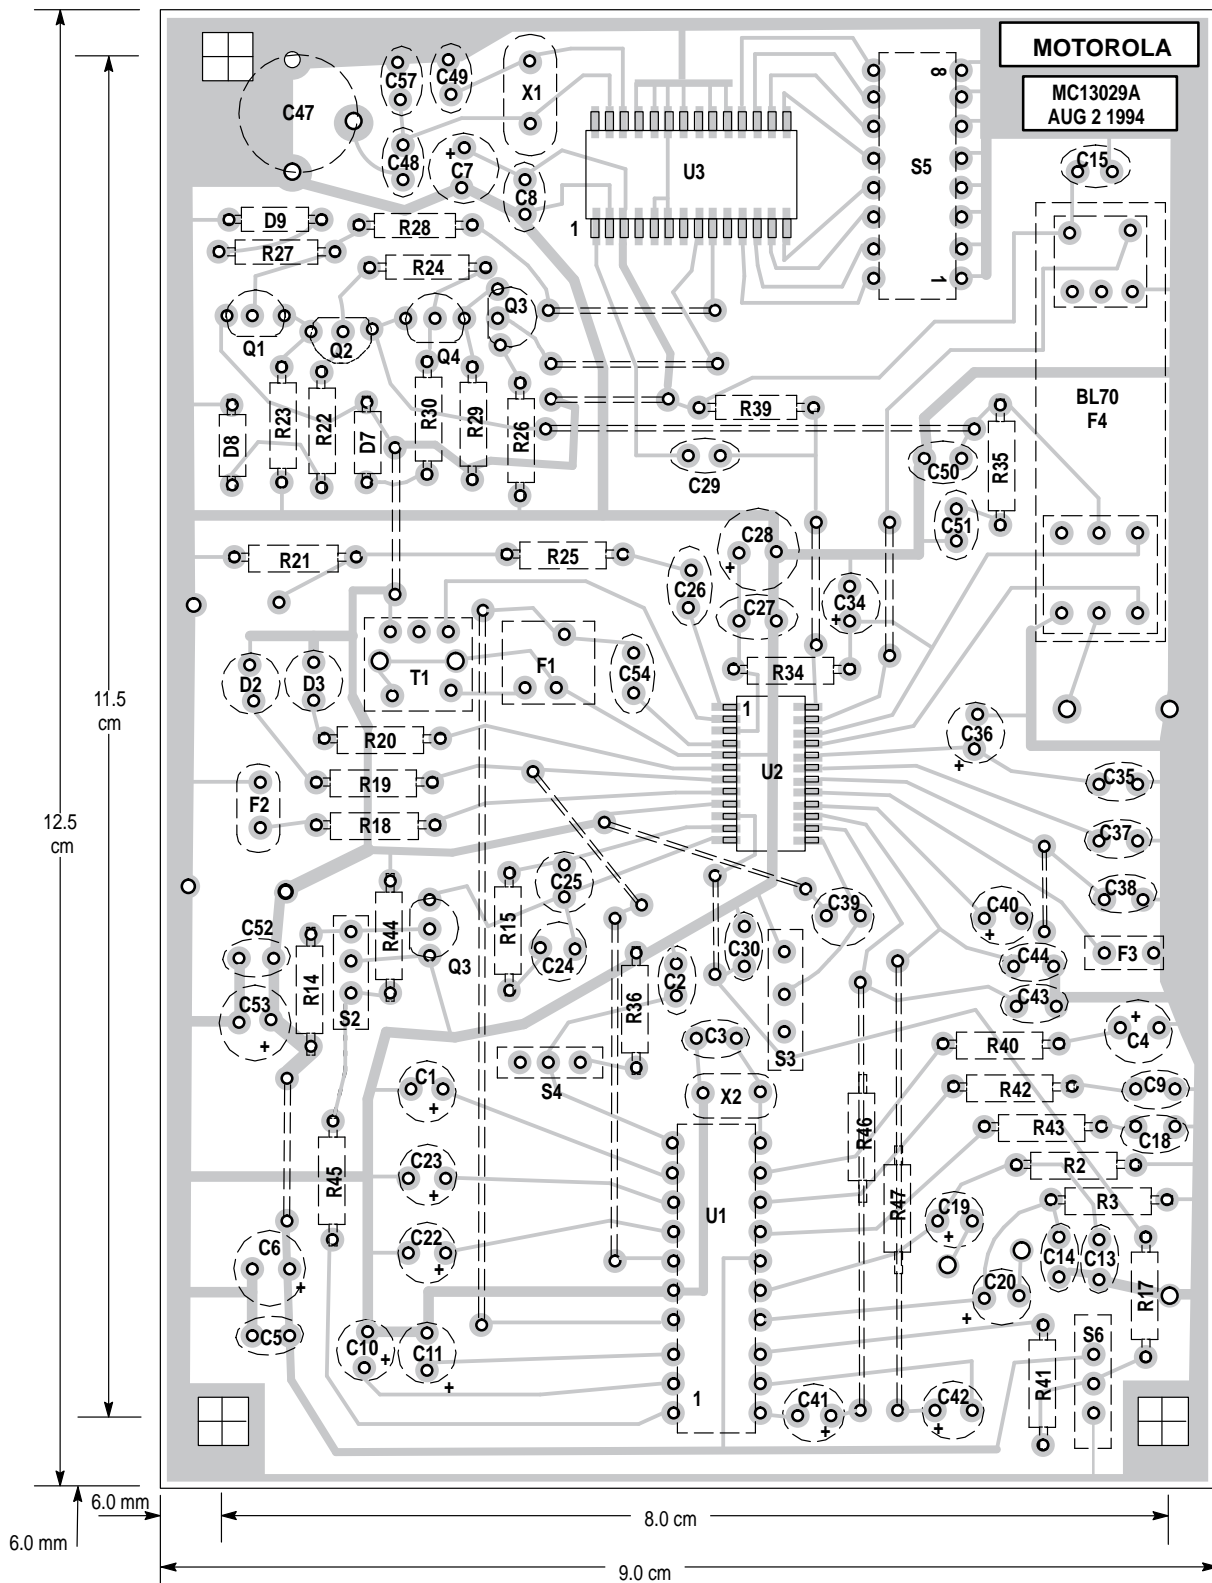 MOTOROLA
MC13029A
AUG 2 1994
C57
C49
X1
C47
C48
+
C7
C8
U3
1
S5
8
1
C15
D9
R28
R27
R24
Q3
Q1
Q2
Q4
R23
R22
D7
R30
R29
R26
D8
R39
C29
C50
R35
BL70
F4
C51
C28
+
R21
R25
C26
C27
C34
+
T1
F1
C54
R34
D2
D3
1
U2
R20
R19
R18
F2
C36
+
C35
C37
C38
C25
C39
C40
+
R44
R15
C52
R14
Q3
C24
C30
C44
F3
C2
S2
R36
C43
C53
+
S3
C3
+
C4
R40
S4
C1
+
X2
R42
C9
R43
C18
R46
R45
C23
+
R2
R47
R3
U1
C19
+
C22
+
C6
+
C14
C13
R17
C20
+
C5
C10
+
C11
+
S6
R41
1
C41
+
C42
+
11.5
cm
12.5
cm
6.0 mm
6.0 mm
8.0 cm
9.0 cm